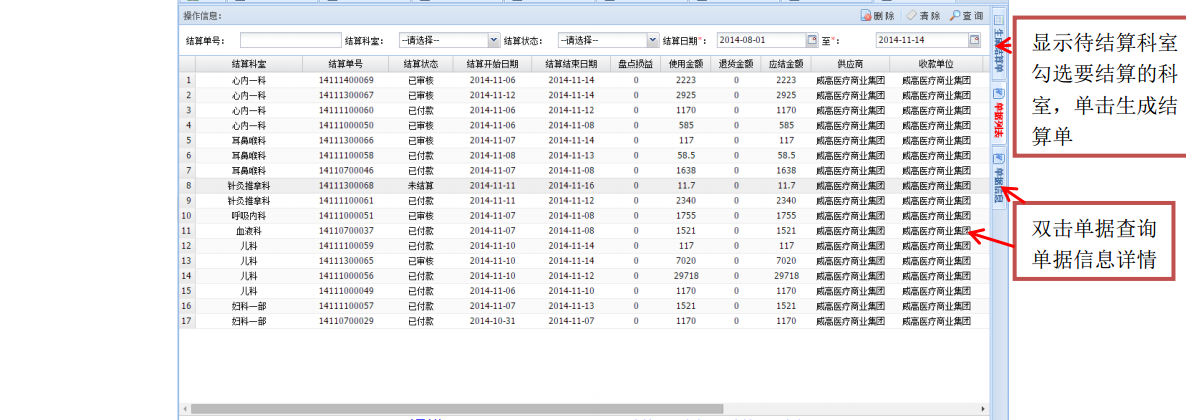 操作信息: 删除 清除 查询
结算单号: 结算科室: --请选择-- 结算状态: --请选择-- 结算日期*: 2014-08-01 至*: 2014-11-14
结算科室 结算单号 结算状态 结算开始日期 结算结束日期 盘点损益 使用金额 退货金额 应结金额 供应商 收款单位
1 心内一科 14111400069 已审核 2014-11-06 2014-11-14 0 2223 0 2223 威高医疗商业集团 威高医疗商业集团
2 心内一科 14111300067 已审核 2014-11-12 2014-11-14 0 2925 0 2925 威高医疗商业集团 威高医疗商业集团
3 心内一科 14111100060 已付款 2014-11-06 2014-11-12 0 1170 0 1170 威高医疗商业集团 威高医疗商业集团
4 心内一科 14111000050 已审核 2014-11-06 2014-11-08 0 585 0 585 威高医疗商业集团 威高医疗商业集团
5 耳鼻喉科 14111300066 已审核 2014-11-07 2014-11-14 0 117 0 117 威高医疗商业集团 威高医疗商业集团
6 耳鼻喉科 14111100058 已付款 2014-11-08 2014-11-13 0 58.5 0 58.5 威高医疗商业集团 威高医疗商业集团
7 耳鼻喉科 14110700046 已付款 2014-11-07 2014-11-08 0 1638 0 1638 威高医疗商业集团 威高医疗商业集团
8 针灸推拿科 14111300068 未结算 2014-11-11 2014-11-16 0 11.7 0 11.7 威高医疗商业集团 威高医疗商业集团
9 针灸推拿科 14111100061 已付款 2014-11-11 2014-11-12 0 2340 0 2340 威高医疗商业集团 威高医疗商业集团
10 呼吸内科 14111000051 已审核 2014-11-07 2014-11-08 0 1755 0 1755 威高医疗商业集团 威高医疗商业集团
11 血液科 14110700037 已付款 2014-11-07 2014-11-08 0 1521 0 1521 威高医疗商业集团 威高医疗商业集团
12 儿科 14111100059 已付款 2014-11-10 2014-11-14 0 117 0 117 威高医疗商业集团 威高医疗商业集团
13 儿科 14111300065 已审核 2014-11-10 2014-11-14 0 7020 0 7020 威高医疗商业集团 威高医疗商业集团
14 儿科 14111000056 已付款 2014-11-10 2014-11-12 0 29718 0 29718 威高医疗商业集团 威高医疗商业集团
15 儿科 14111000049 已付款 2014-11-06 2014-11-10 0 1170 0 1170 威高医疗商业集团 威高医疗商业集团
16 妇科一部 14111100057 已付款 2014-11-07 2014-11-13 0 1521 0 1521 威高医疗商业集团 威高医疗商业集团
17 妇科一部 14110700029 已付款 2014-10-31 2014-11-07 0 1170 0 1170 威高医疗商业集团 威高医疗商业集团
生成结算单
单据列表
单据信息
显示待结算科室
勾选要结算的科
室，单击生成结
算单
双击单据查询
单据信息详情